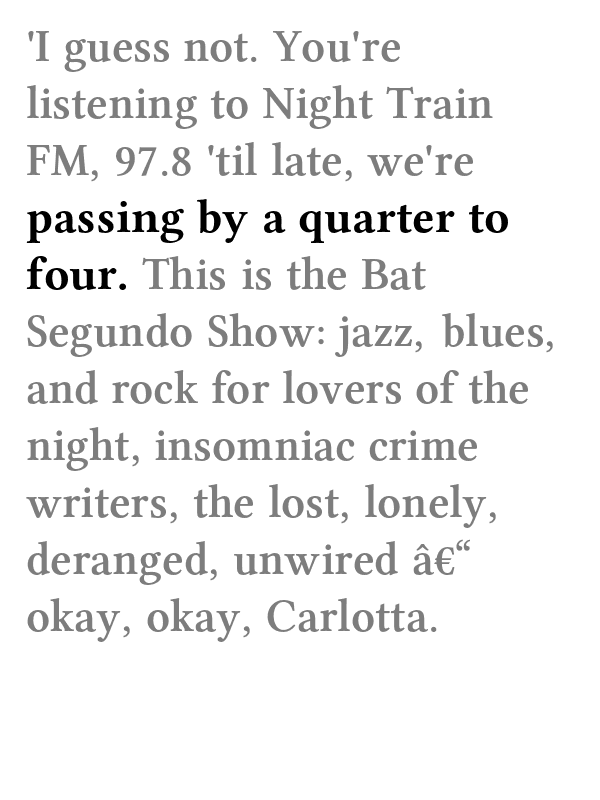 'I guess not. You're
listening to Night Train
FM, 97.8 'til late, we're
passing by a quarter to
four. This is the Bat
Segundo Show: jazz, blues,
and rock for lovers of the
night, insomniac crime
writers, the lost, lonely,
deranged, unwired â€“
okay, okay, Carlotta.